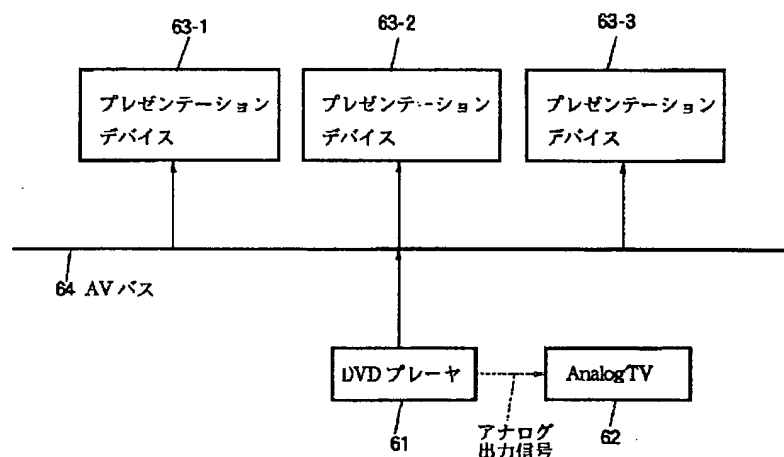 63-1
63-2
63-3
プレゼンテーション
デバイス
プレゼンテーション
デバイス
プレゼンテーション
デバイス
64 AVバス
DVDプレーヤ
Analog TV
61
アナログ
出力信号
62